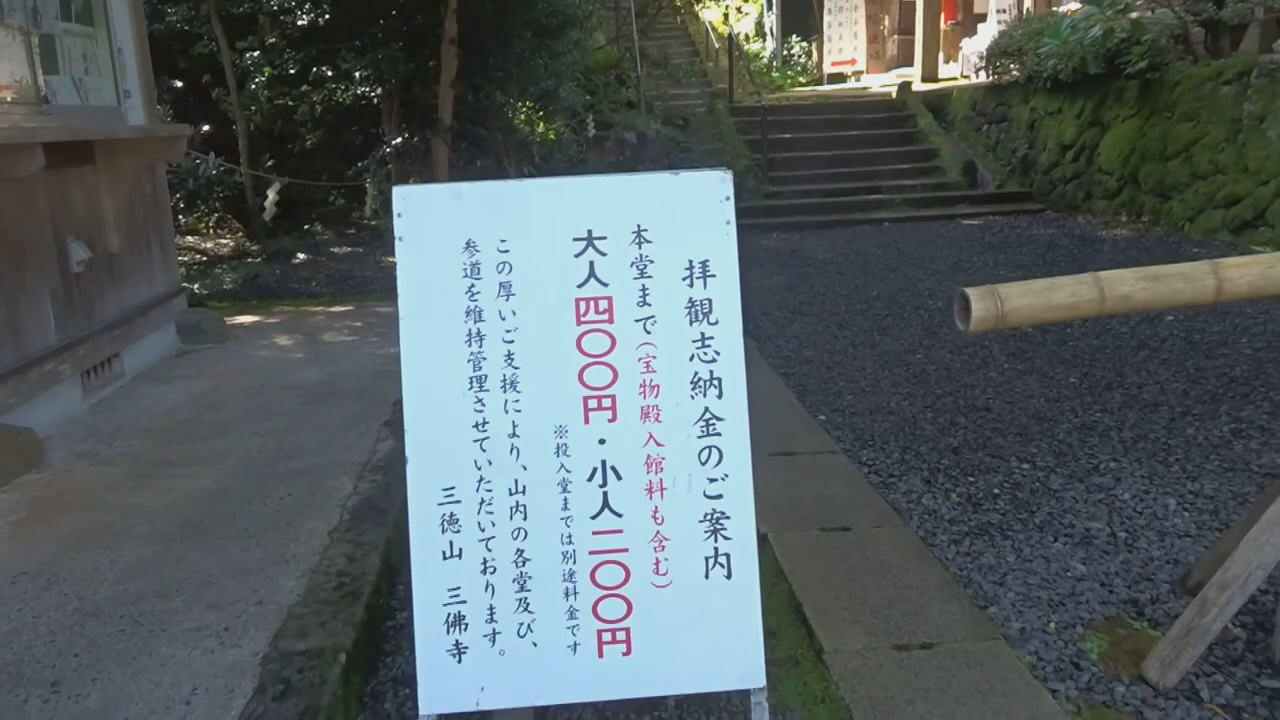 拝観志納金のご案内
本堂まで(宝物殿入館料も含む)
大人四〇〇円・小人二〇〇円
※投入堂までは別途料金です
この厚いご支援により、山内の各堂及び、
参道を維持管理させていただいております。
三徳山 三佛寺